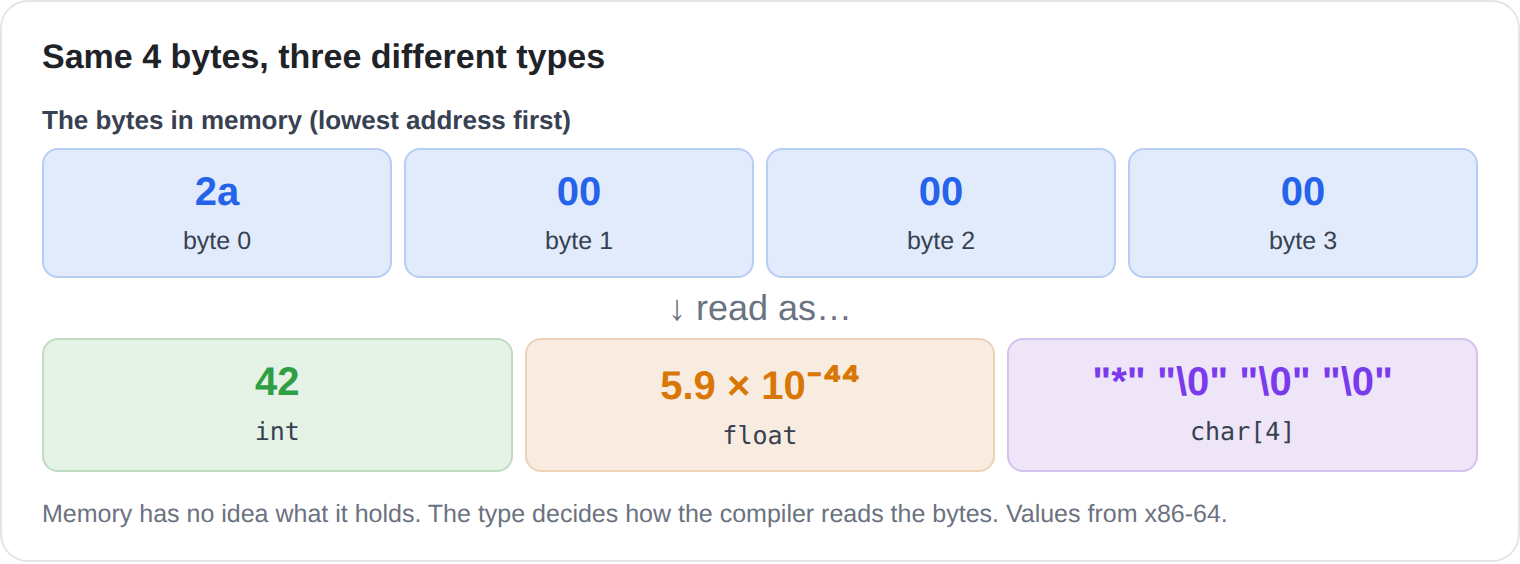 Same 4 bytes, three different types
The bytes in memory (lowest address first)
2a 00 00 00
byte 0 byte 1 byte 2 byte 3
↓ read as…
42 5.9 × 10⁻⁴⁴ "*" "\0" "\0" "\0"
int float char[4]
Memory has no idea what it holds. The type decides how the compiler reads the bytes. Values from x86-64.